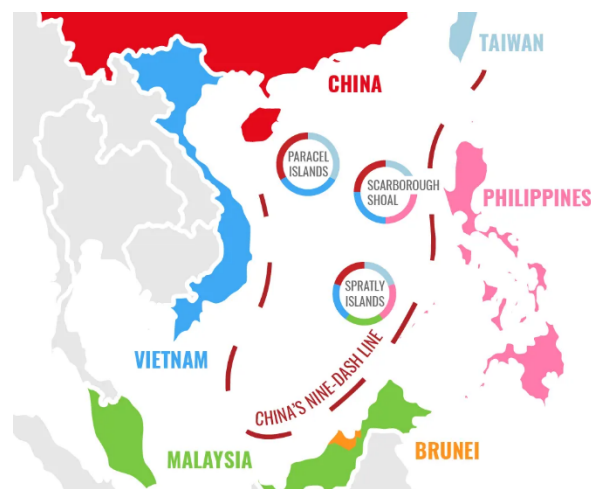 TAIWAN
CHINA
PARACEL
ISLANDS
SCARBOROUGH
SHOAL
PHILIPPINES
SPRATLY
ISLANDS
VIETNAM
CHINA'S NINE-DASH LINE
MALAYSIA
BRUNEI